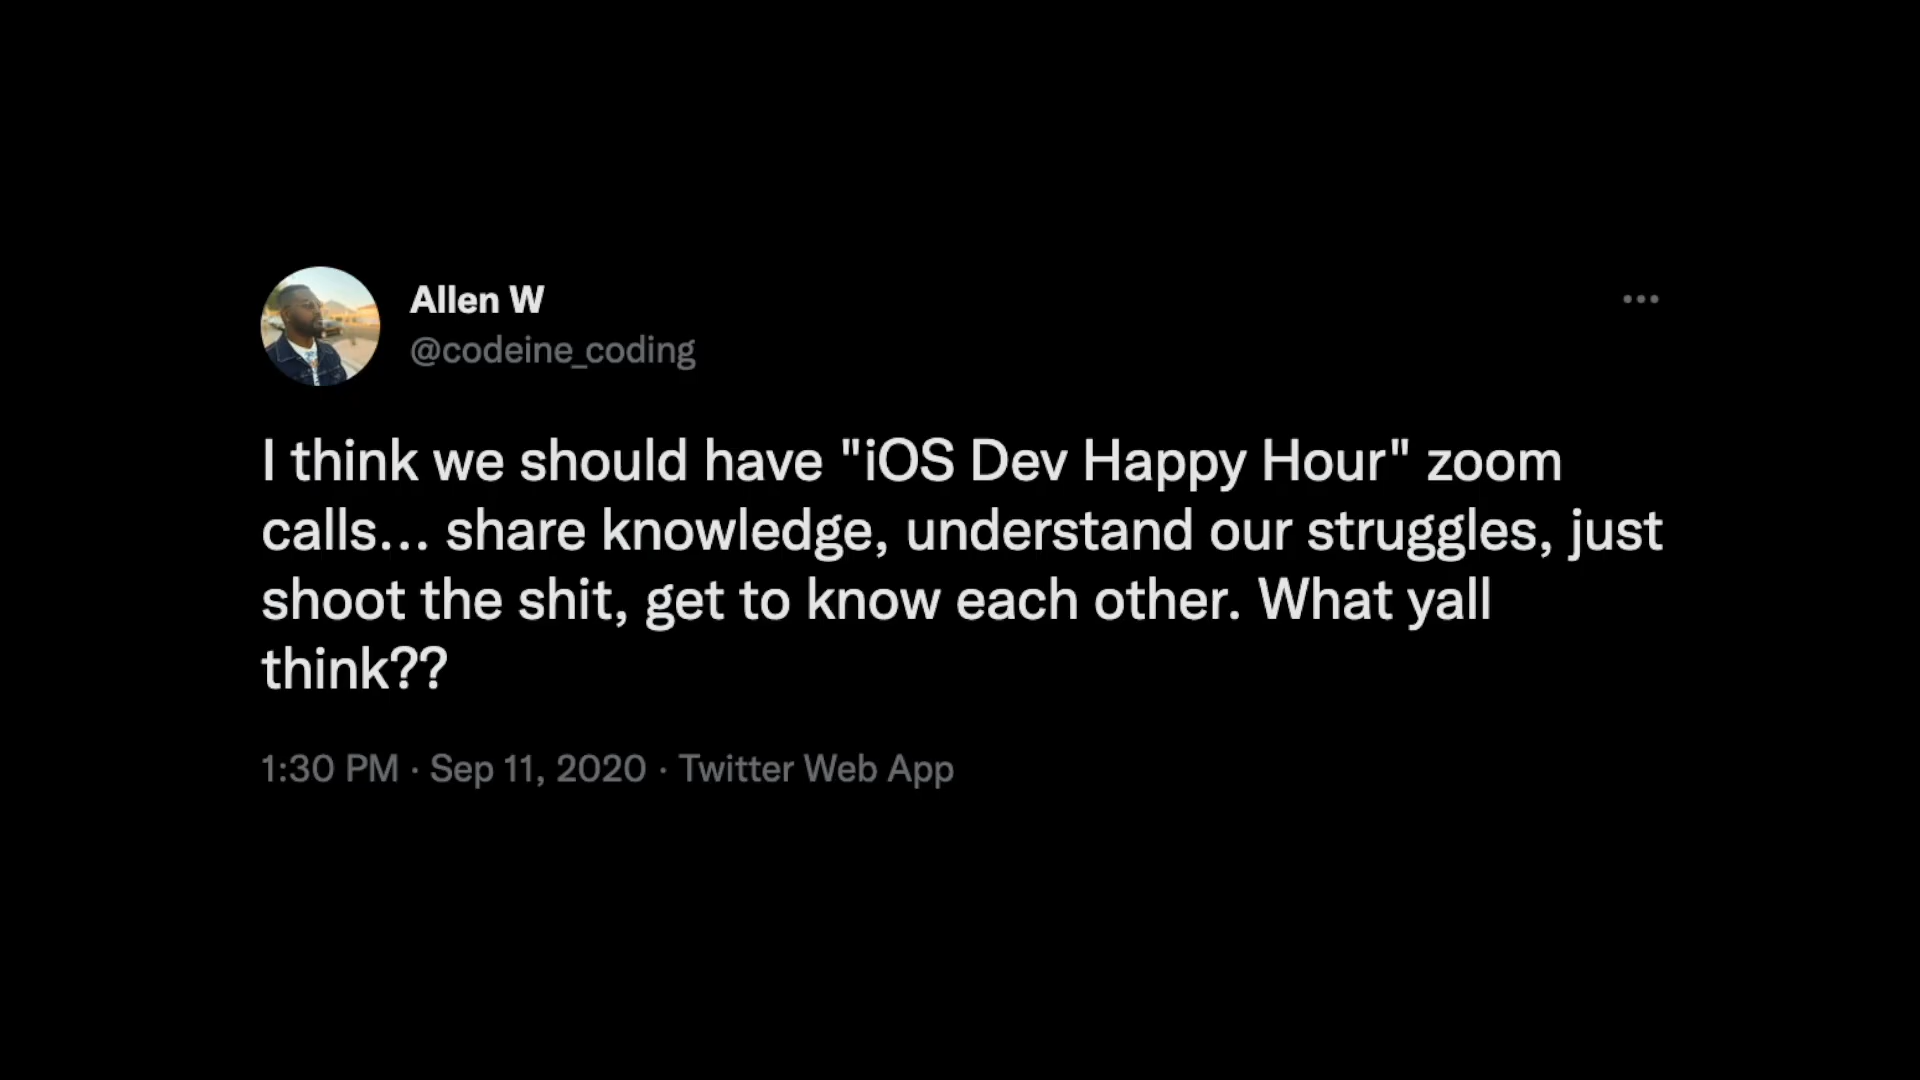 Allen W
@codeine_coding
I think we should have "iOS Dev Happy Hour" zoom
calls... share knowledge, understand our struggles, just
shoot the shit, get to know each other. What yall
think??
1:30 PM · Sep 11, 2020 · Twitter Web App